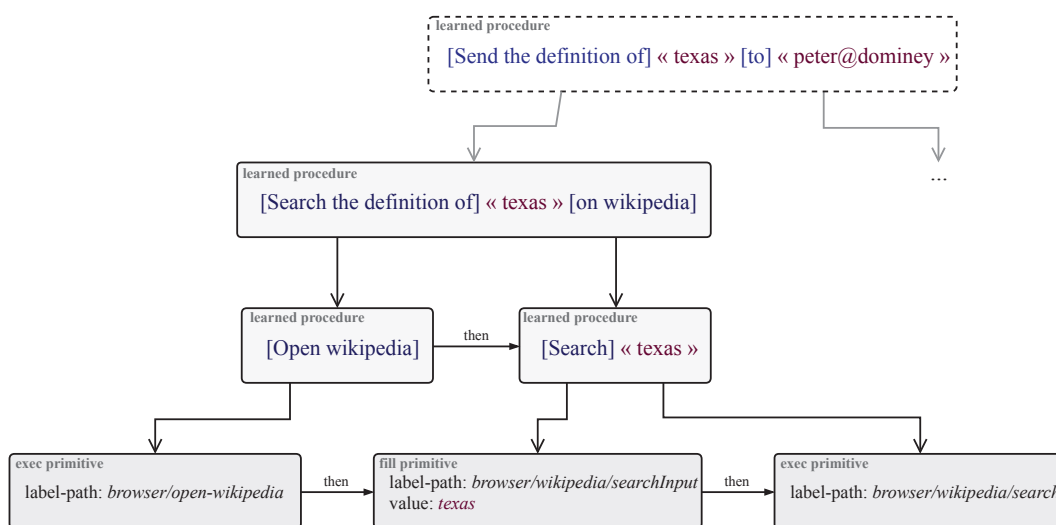 learned procedure
[Send the definition of] « texas » [to] « peter@dominey »
learned procedure
[Search the definition of] « texas » [on wikipedia]
...
learned procedure
[Open wikipedia]
then
learned procedure
[Search] « texas »
exec primitive
label-path: browser/open-wikipedia
then
fill primitive
label-path: browser/wikipedia/searchInput
value: texas
then
exec primitive
label-path: browser/wikipedia/search